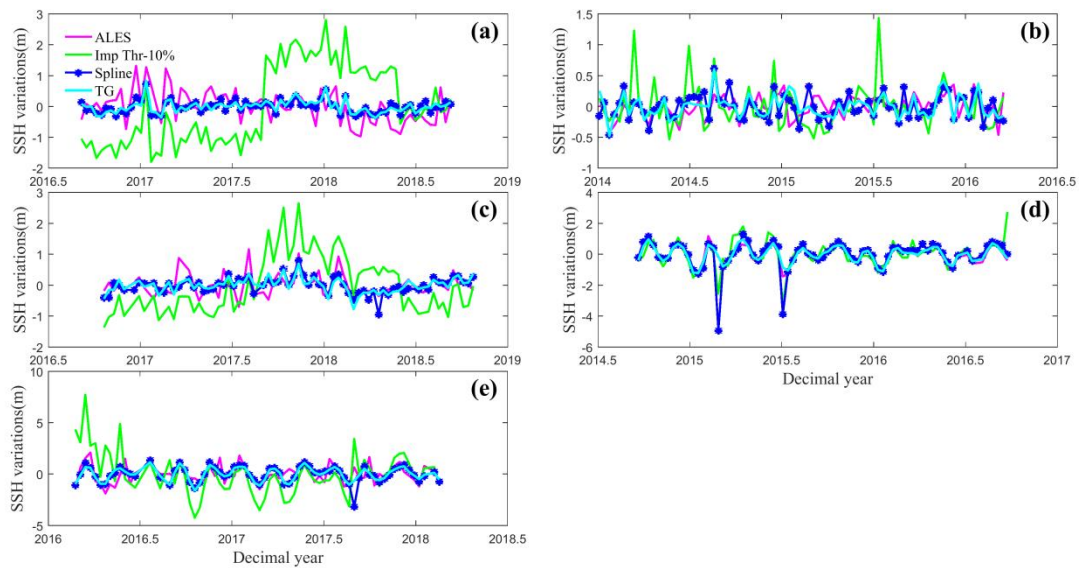 (a)
ALES
Imp Thr-10%
Spline
TG
SSH variations(m)
3
2
1
0
-1
-2
2016.5 2017 2017.5 2018 2018.5 2019
(b)
SSH variations(m)
1.5
1
0.5
0
-0.5
-1
2014 2014.5 2015 2015.5 2016 2016.5
(c)
SSH variations(m)
3
2
1
0
-1
-2
2016.5 2017 2017.5 2018 2018.5 2019
(d)
SSH variations(m)
4
2
0
-2
-4
-6
2014.5 2015 2015.5 2016 2016.5 2017
Decimal year
(e)
SSH variations(m)
10
5
0
-5
2016 2016.5 2017 2017.5 2018 2018.5
Decimal year